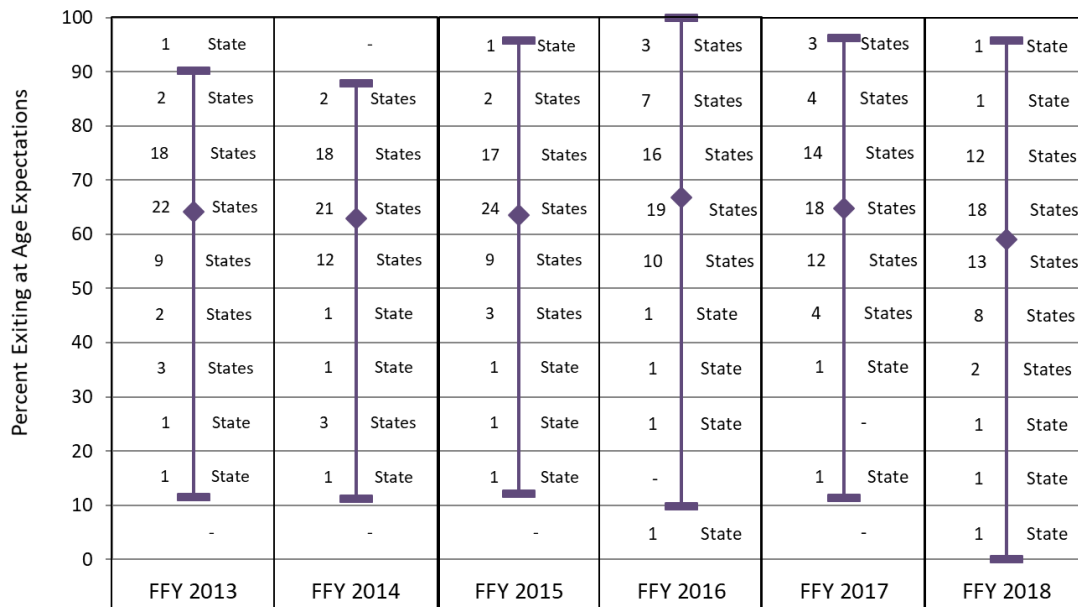 Percent Exiting at Age Expectations
100 1 State - 1 State 3 States 3 States 1 State
90 2 States 2 States 2 States 7 States 4 States 1 State
80 18 States 18 States 17 States 16 States 14 States 12 States
70 22 States 21 States 24 States 19 States 18 States 18 States
60 9 States 12 States 9 States 10 States 12 States 13 States
50 2 States 1 State 3 States 1 State 4 States 8 States
40 3 States 1 State 1 State 1 State 1 State 2 States
30 1 State 3 States 1 State 1 State - 1 State
20 1 State 1 State 1 State - 1 State 1 State
10 - - - 1 State - 1 State
0
FFY 2013 FFY 2014 FFY 2015 FFY 2016 FFY 2017 FFY 2018